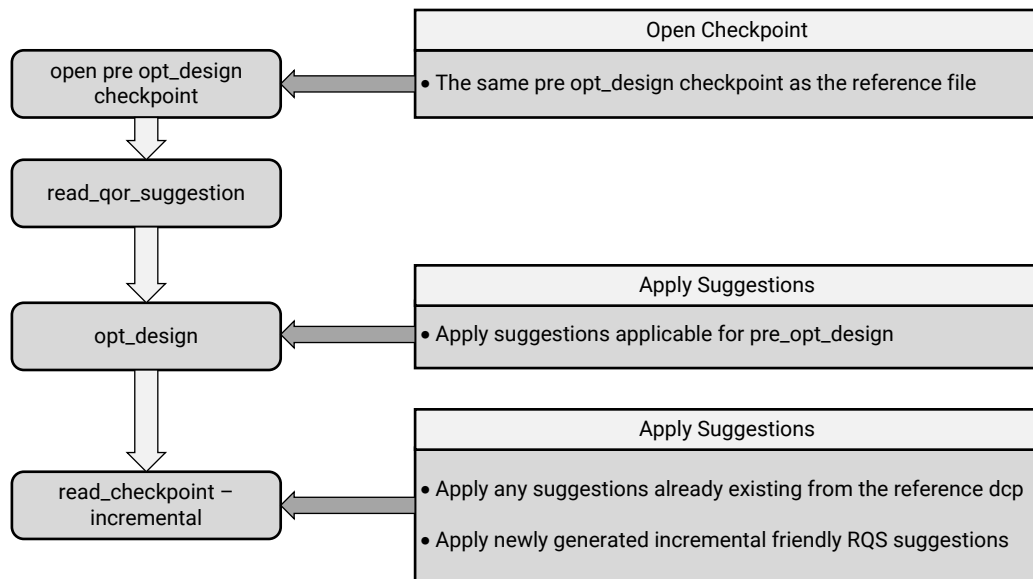 Open Checkpoint
open pre opt_design
checkpoint
• The same pre opt_design checkpoint as the reference file
read_qor_suggestion
Apply Suggestions
opt_design
• Apply suggestions applicable for pre_opt_design
Apply Suggestions
read_checkpoint –
incremental
• Apply any suggestions already existing from the reference dcp
• Apply newly generated incremental friendly RQS suggestions